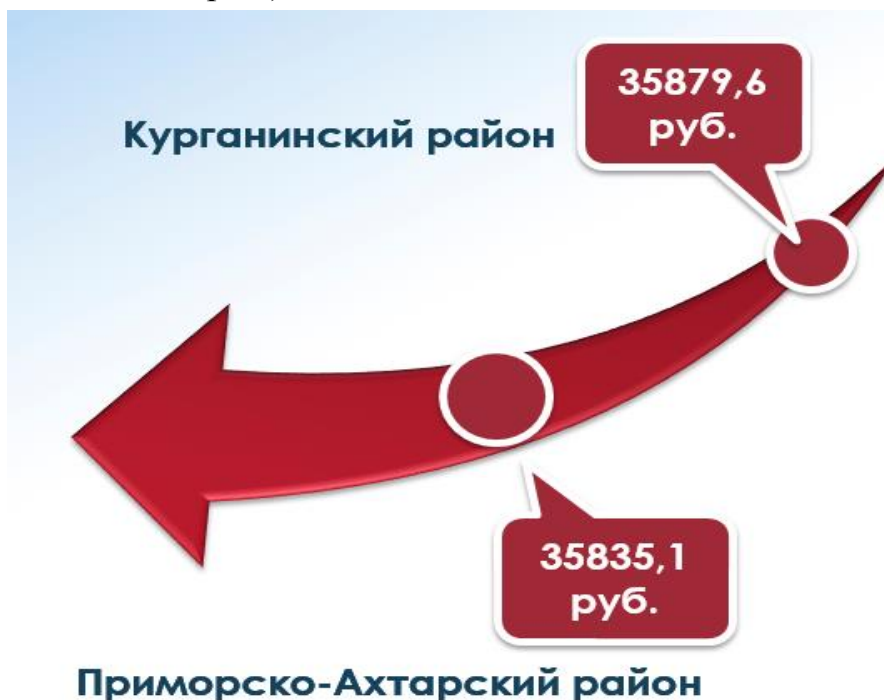 35879,6
руб.
Курганинский район
35835,1
руб.
Приморско-Ахтарский район